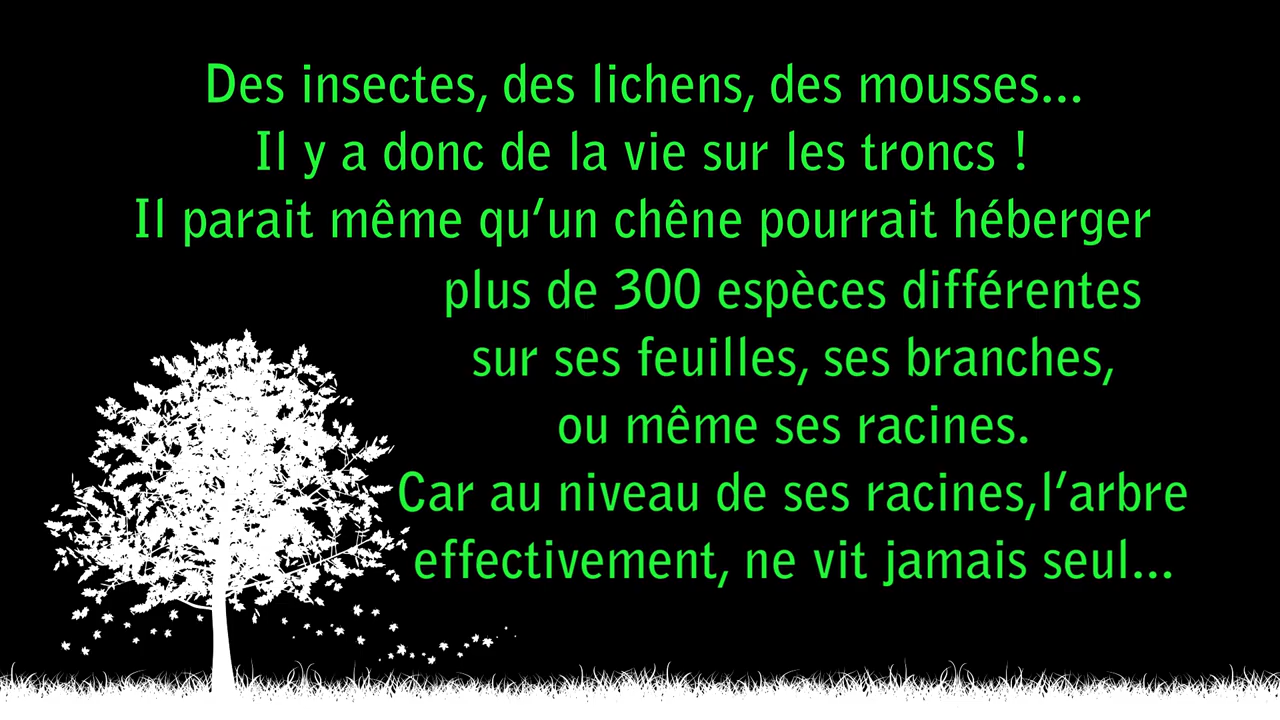 Des insectes, des lichens, des mousses...
Il y a donc de la vie sur les troncs !
Il parait même qu'un chêne pourrait héberger
plus de 300 espèces différentes
sur ses feuilles, ses branches,
ou même ses racines.
Car au niveau de ses racines,l'arbre
effectivement, ne vit jamais seul...